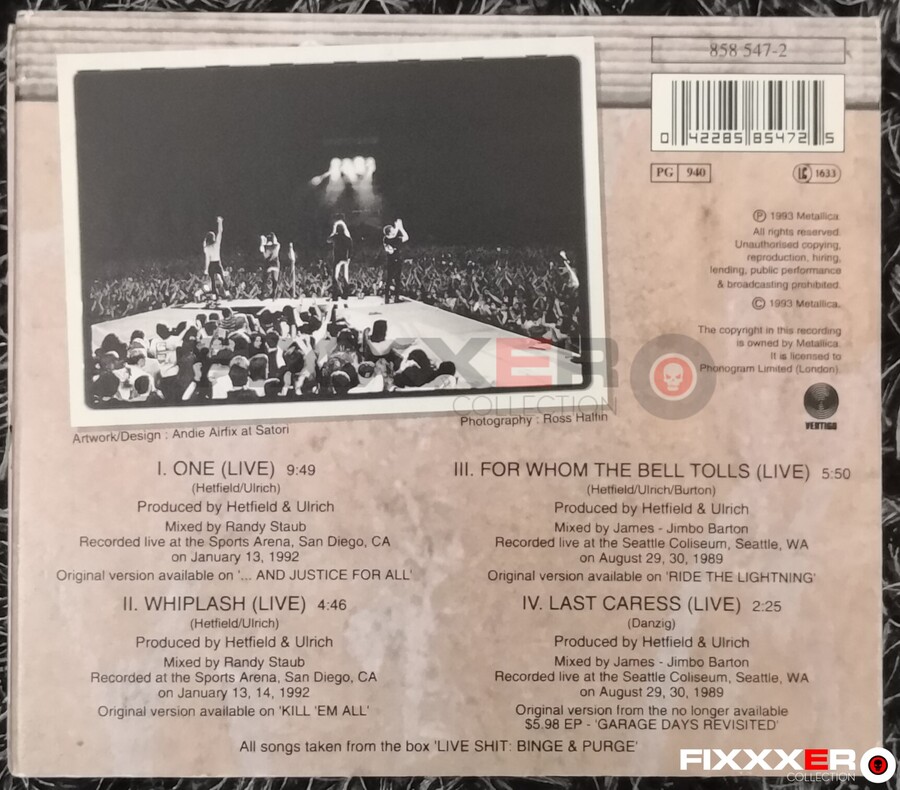 858 547-2
0 42285 85472 5
PG 940
LC 1633
Ⓟ 1993 Metallica.
All rights reserved.
Unauthorised copying,
reproduction, hiring,
lending, public performance
& broadcasting prohibited.
© 1993 Metallica.
The copyright in this recording
is owned by Metallica.
It is licensed to
Phonogram Limited (London).
VERTIGO
XER
COLLECTION
Artwork/Design : Andie Airfix at Satori
Photography : Ross Halfin
I. ONE (LIVE) 9:49
(Hetfield/Ulrich)
Produced by Hetfield & Ulrich
Mixed by Randy Staub
Recorded live at the Sports Arena, San Diego, CA
on January 13, 1992
Original version available on '... AND JUSTICE FOR ALL'
II. WHIPLASH (LIVE) 4:46
(Hetfield/Ulrich)
Produced by Hetfield & Ulrich
Mixed by Randy Staub
Recorded at the Sports Arena, San Diego, CA
on January 13, 14, 1992
Original version available on 'KILL 'EM ALL'
III. FOR WHOM THE BELL TOLLS (LIVE) 5:50
(Hetfield/Ulrich/Burton)
Produced by Hetfield & Ulrich
Mixed by James - Jimbo Barton
Recorded live at the Seattle Coliseum, Seattle, WA
on August 29, 30, 1989
Original version available on 'RIDE THE LIGHTNING'
IV. LAST CARESS (LIVE) 2:25
(Danzig)
Produced by Hetfield & Ulrich
Mixed by James - Jimbo Barton
Recorded live at the Seattle Coliseum, Seattle, WA
on August 29, 30, 1989
Original version from the no longer available
$5.98 EP - 'GARAGE DAYS REVISITED'
All songs taken from the box 'LIVE SHIT: BINGE & PURGE'
FIXXXER
COLLECTION